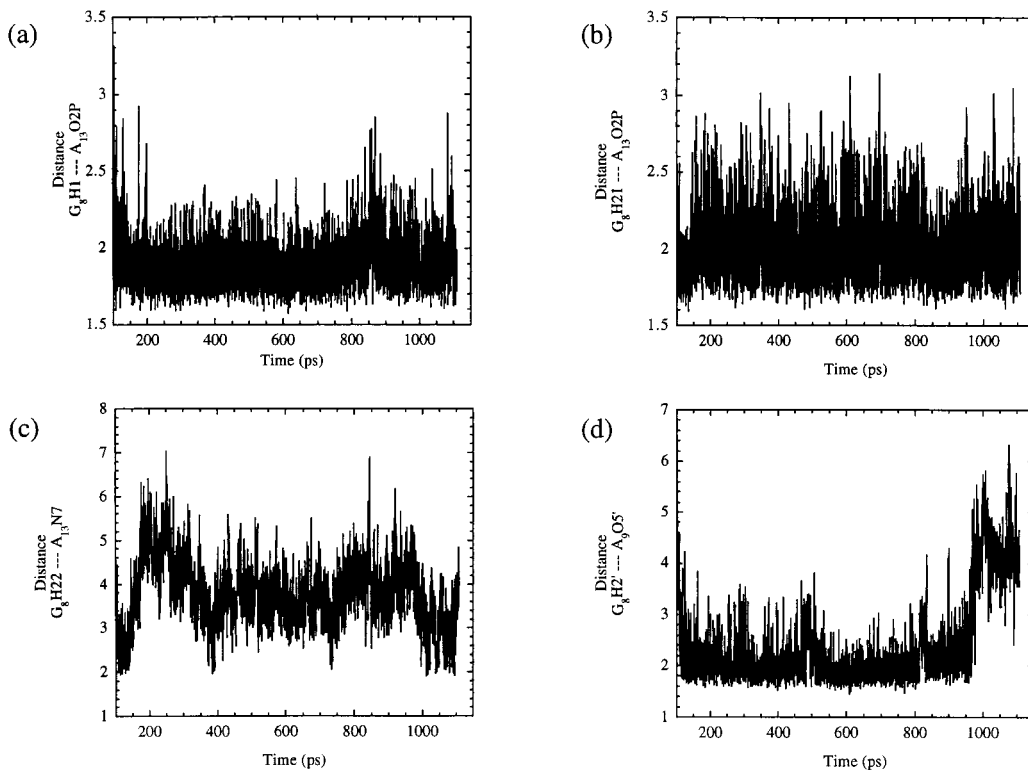 (a)
3.5
3
2.5
2
1.5
Distance
G8H1 --- A13O2P
200 400 600 800 1000
Time (ps)
(b)
3.5
3
2.5
2
1.5
Distance
G8H21 --- A13O2P
200 400 600 800 1000
Time (ps)
(c)
8
7
6
5
4
3
2
1
Distance
G8H22 --- A13N7
200 400 600 800 1000
Time (ps)
(d)
7
6
5
4
3
2
1
Distance
G8H2' --- A9O5'
200 400 600 800 1000
Time (ps)